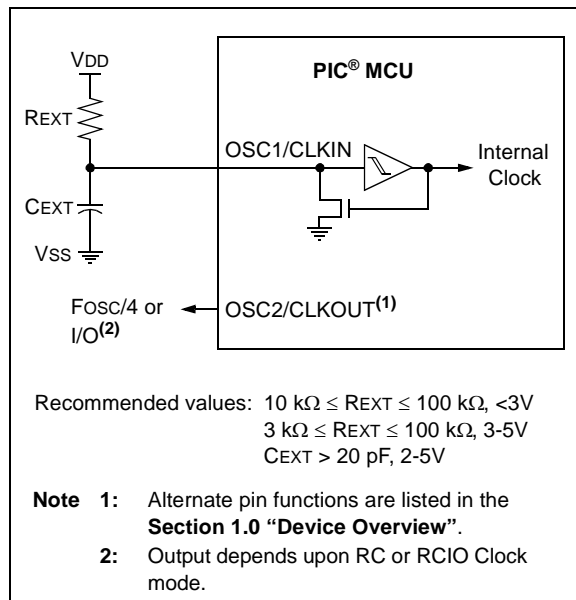 VDD
PIC® MCU
REXT
OSC1/CLKIN
Internal
Clock
CEXT
VSS
FOSC/4 or
I/O(2)
OSC2/CLKOUT(1)
Recommended values: 10 kΩ ≤ REXT ≤ 100 kΩ, <3V
3 kΩ ≤ REXT ≤ 100 kΩ, 3-5V
CEXT > 20 pF, 2-5V
Note 1: Alternate pin functions are listed in the
Section 1.0 “Device Overview”.
2: Output depends upon RC or RCIO Clock
mode.